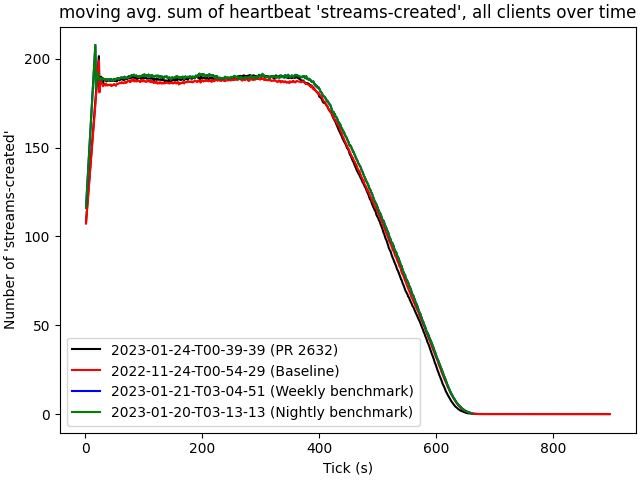 moving avg. sum of heartbeat 'streams-created', all clients over time
Number of 'streams-created'
200
150
100
50
0
2023-01-24-T00-39-39 (PR 2632)
2022-11-24-T00-54-29 (Baseline)
2023-01-21-T03-04-51 (Weekly benchmark)
2023-01-20-T03-13-13 (Nightly benchmark)
0 200 400 600 800
Tick (s)